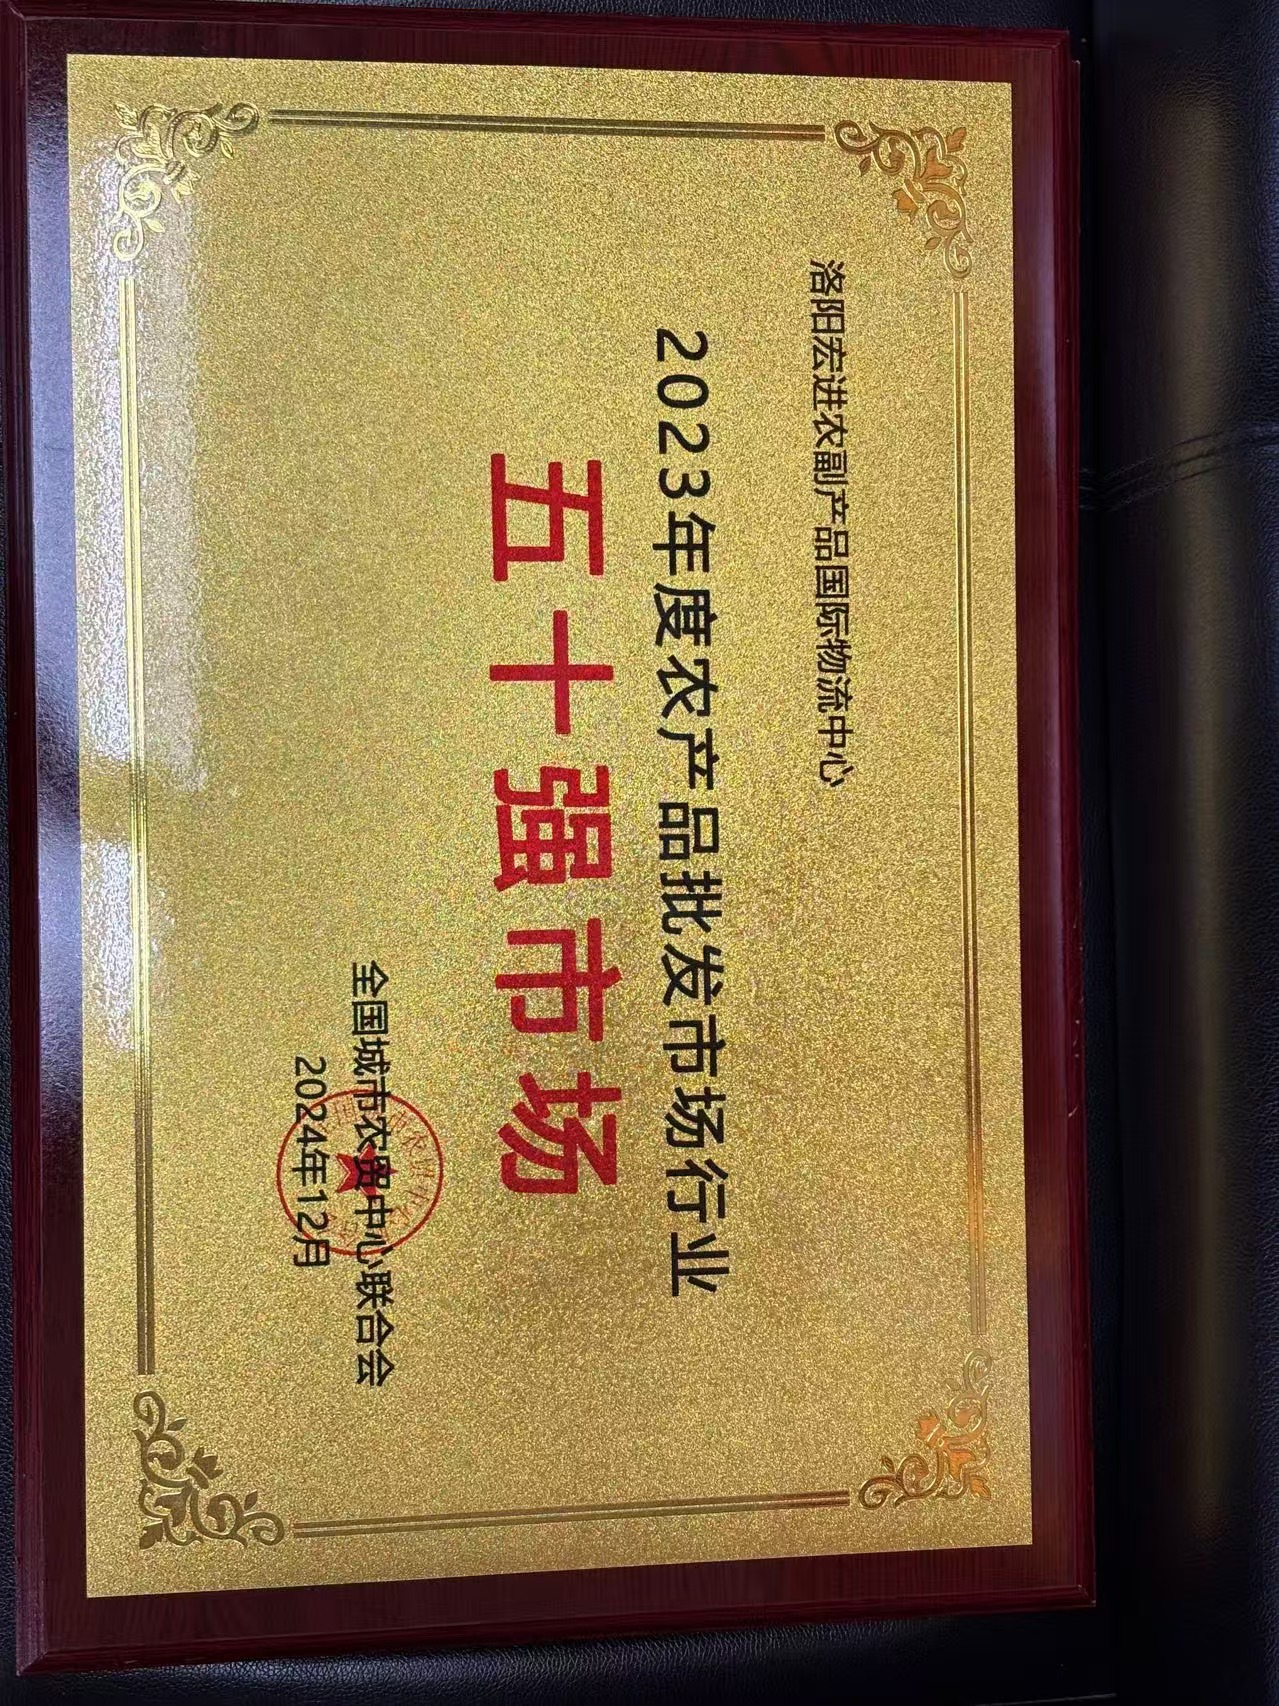 洛阳宏进农副产品国际物流中心
2023年度农产品批发市场行业
五十强市场
全国城市农贸中心联合会
2024年12月